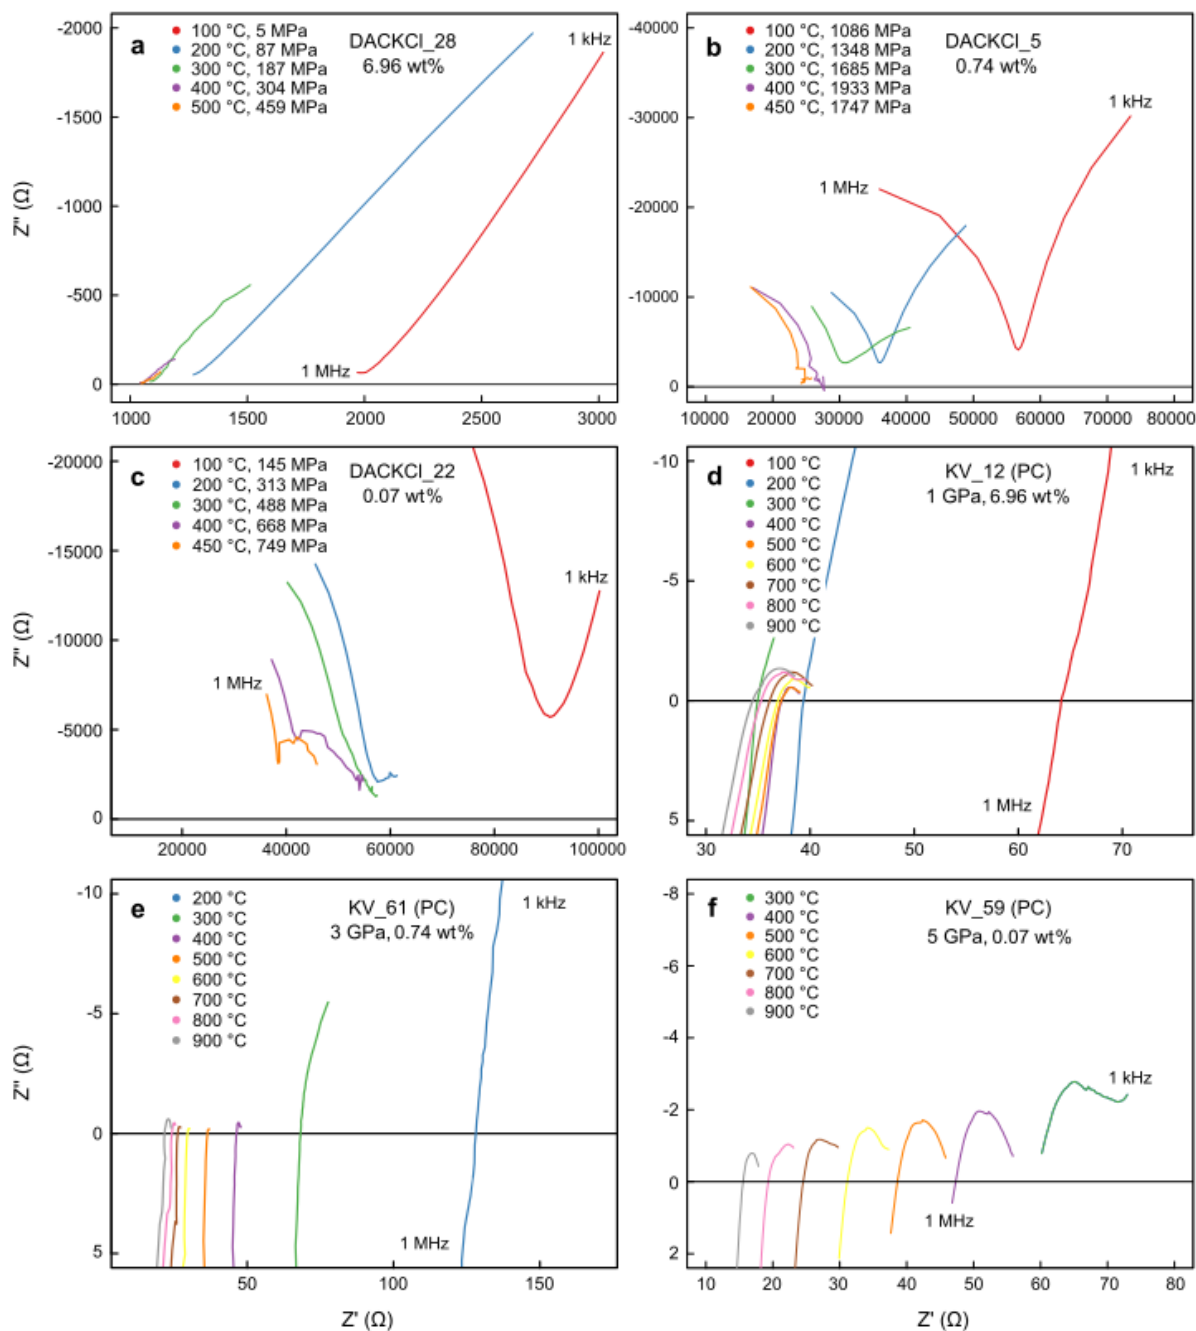 a
100 °C, 5 MPa
200 °C, 87 MPa
300 °C, 187 MPa
400 °C, 304 MPa
500 °C, 459 MPa
DACKCl_28
6.96 wt%
1 kHz
1 MHz
-2000
-1500
-1000
-500
0
1000
1500
2000
2500
3000
Z'' (Ω)
b
100 °C, 1086 MPa
200 °C, 1348 MPa
300 °C, 1685 MPa
400 °C, 1933 MPa
450 °C, 1747 MPa
DACKCl_5
0.74 wt%
1 kHz
1 MHz
-40000
-30000
-20000
-10000
0
10000
20000
30000
40000
50000
60000
70000
80000
c
100 °C, 145 MPa
200 °C, 313 MPa
300 °C, 488 MPa
400 °C, 668 MPa
450 °C, 749 MPa
DACKCl_22
0.07 wt%
1 kHz
1 MHz
-20000
-15000
-10000
-5000
0
20000
40000
60000
80000
100000
Z'' (Ω)
d
100 °C
200 °C
300 °C
400 °C
500 °C
600 °C
700 °C
800 °C
900 °C
KV_12 (PC)
1 GPa, 6.96 wt%
1 kHz
1 MHz
-10
-5
0
5
30
40
50
60
70
e
200 °C
300 °C
400 °C
500 °C
600 °C
700 °C
800 °C
900 °C
KV_61 (PC)
3 GPa, 0.74 wt%
1 kHz
1 MHz
-10
-5
0
5
50
100
150
Z'' (Ω)
Z' (Ω)
f
300 °C
400 °C
500 °C
600 °C
700 °C
800 °C
900 °C
KV_59 (PC)
5 GPa, 0.07 wt%
1 kHz
1 MHz
-8
-6
-4
-2
0
2
10
20
30
40
50
60
70
80
Z' (Ω)